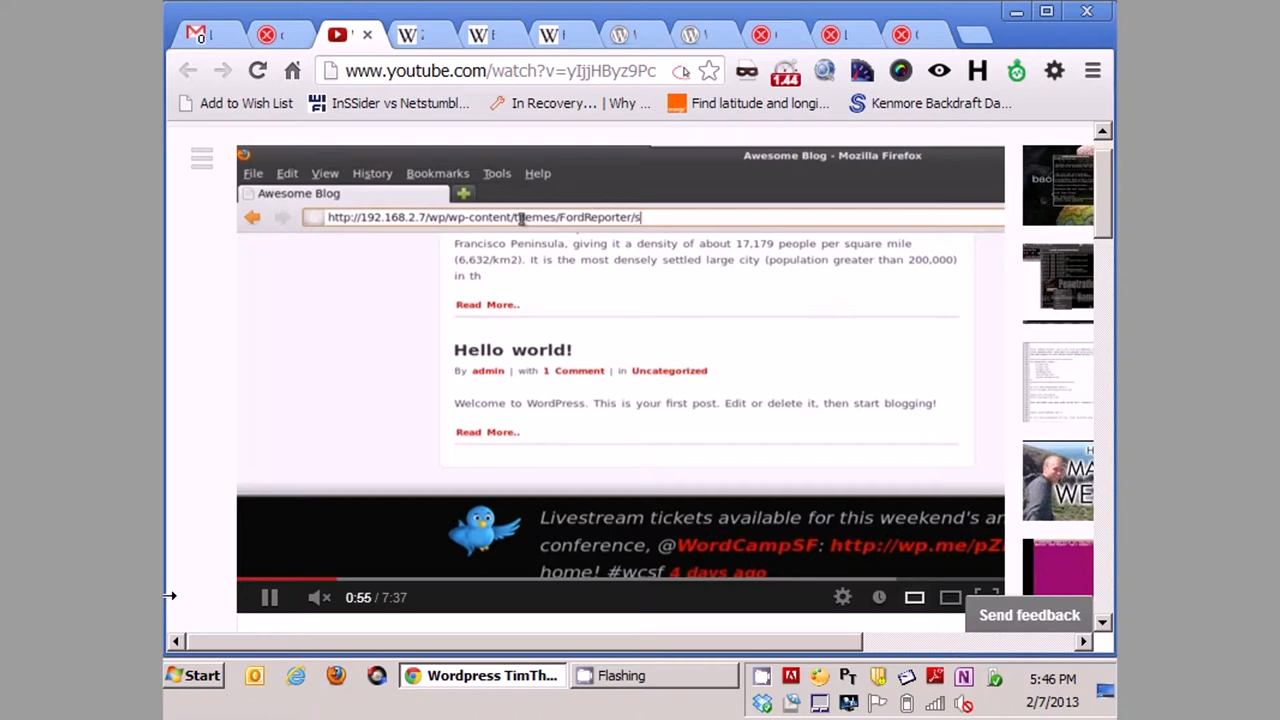 www.youtube.com/watch?v=yIjjHByz9Pc
1.44
Add to Wish List
InSSider vs Netstumbl...
In Recovery... | Why ...
Find latitude and longi...
Kenmore Backdraft Da...
Awesome Blog - Mozilla Firefox
File Edit View History Bookmarks Tools Help
Awesome Blog
http://192.168.2.7/wp/wp-content/themes/FordReporter/s
Francisco Peninsula, giving it a density of about 17,179 people per square mile
(6,632/km2). It is the most densely settled large city (population greater than 200,000)
in th
Read More..
Hello world!
By admin | with 1 Comment | in Uncategorized
Welcome to WordPress. This is your first post. Edit or delete it, then start blogging!
Read More..
Livestream tickets available for this weekend's an
conference, @WordCampSF: http://wp.me/pZ
home! #wcsf 4 days ago
0:55 / 7:37
Send feedback
Start
Wordpress TimTh...
Flashing
5:46 PM
2/7/2013